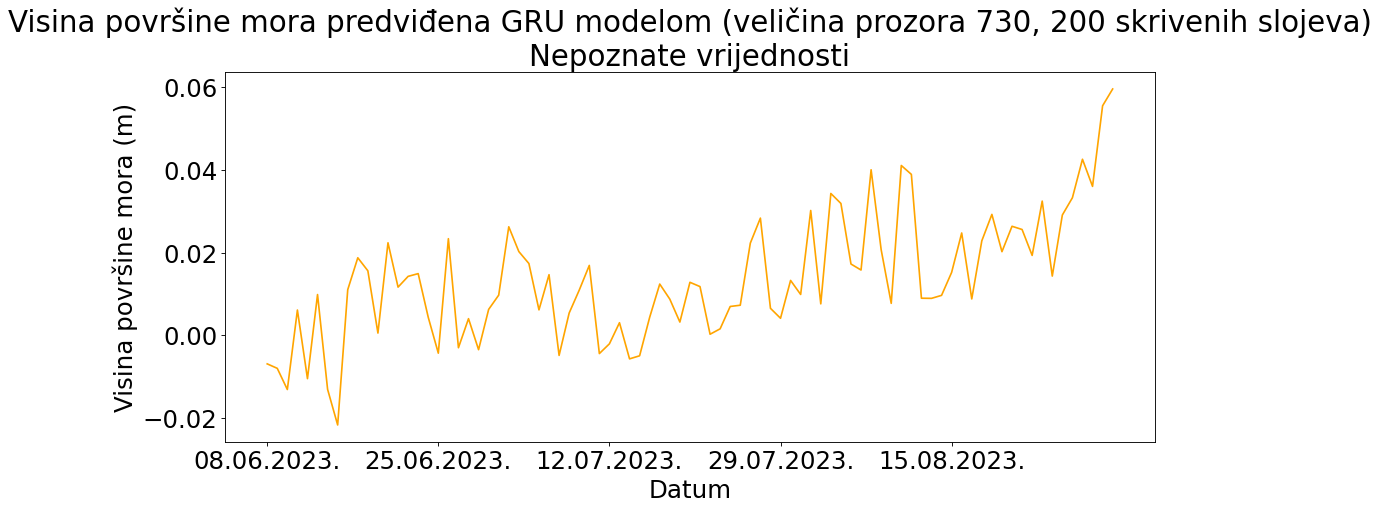 Visina površine mora predviđena GRU modelom (veličina prozora 730, 200 skrivenih slojeva)
Nepoznate vrijednosti
Visina površine mora (m)
0.06
0.04
0.02
0.00
−0.02
08.06.2023. 25.06.2023. 12.07.2023. 29.07.2023. 15.08.2023.
Datum